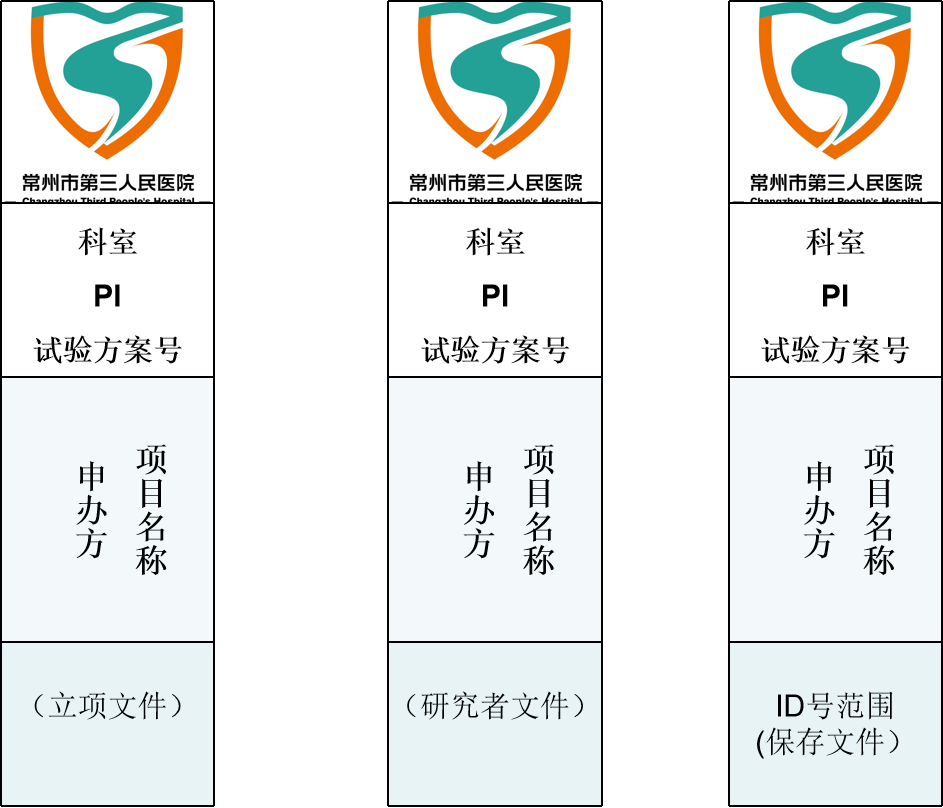 常州市第三人民医院
Changzhou Third People's Hospital
科室
PI
试验方案号
项目名称
申办方
（立项文件）
常州市第三人民医院
Changzhou Third People's Hospital
科室
PI
试验方案号
项目名称
申办方
（研究者文件）
常州市第三人民医院
Changzhou Third People's Hospital
科室
PI
试验方案号
项目名称
申办方
ID号范围
(保存文件）